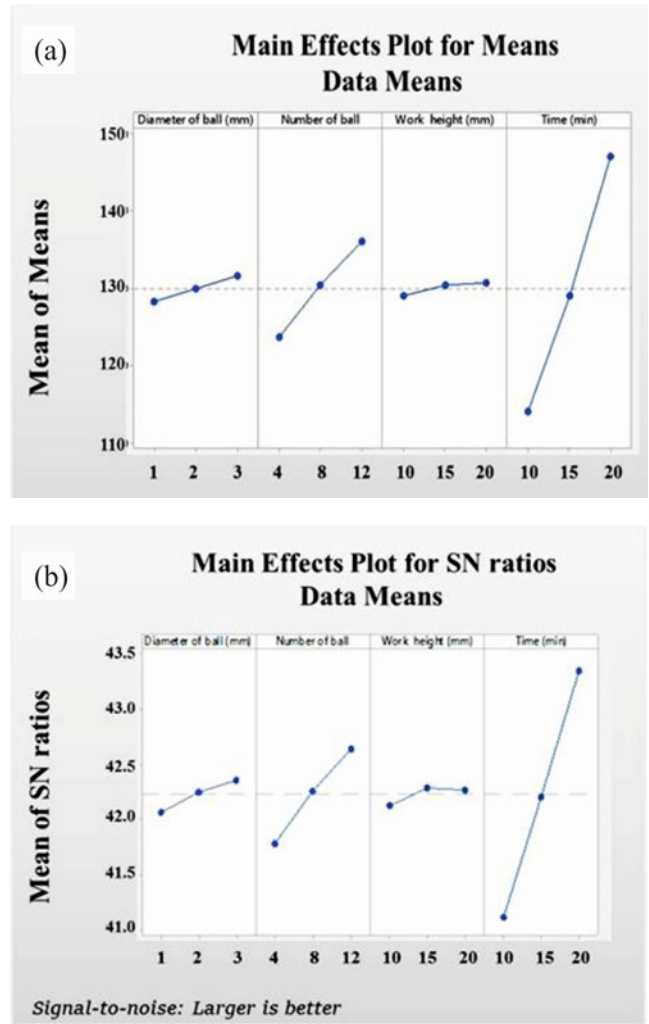 (a)
Main Effects Plot for Means
Data Means
Diameter of ball (mm) Number of ball Work height (mm) Time (min)
Mean of Means
150
140
130
120
110
1 2 3 4 8 12 10 15 20 10 15 20
(b)
Main Effects Plot for SN ratios
Data Means
Diameter of ball (mm) Number of ball Work height (mm) Time (min)
Mean of SN ratios
43.5
43.0
42.5
42.0
41.5
41.0
1 2 3 4 8 12 10 15 20 10 15 20
Signal-to-noise: Larger is better